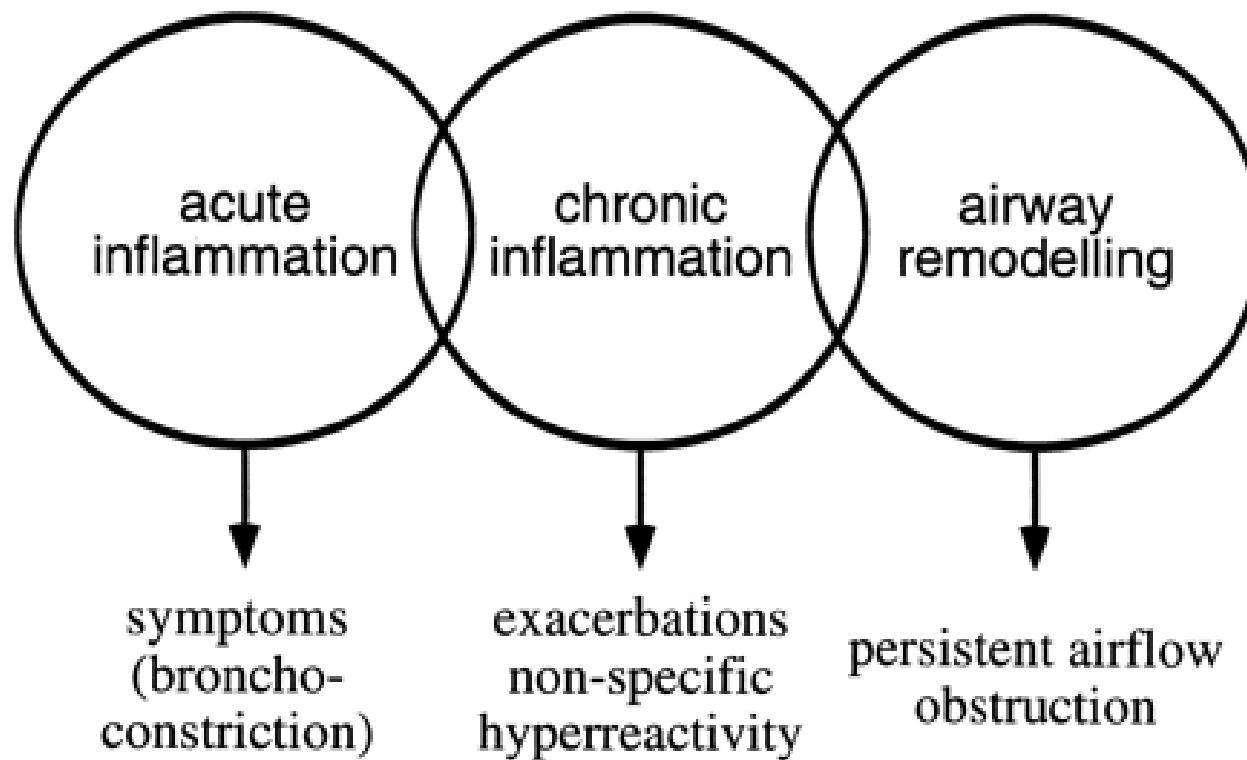 acute
inflammation
chronic
inflammation
airway
remodelling
symptoms
(broncho-
constriction)
exacerbations
non-specific
hyperreactivity
persistent airflow
obstruction